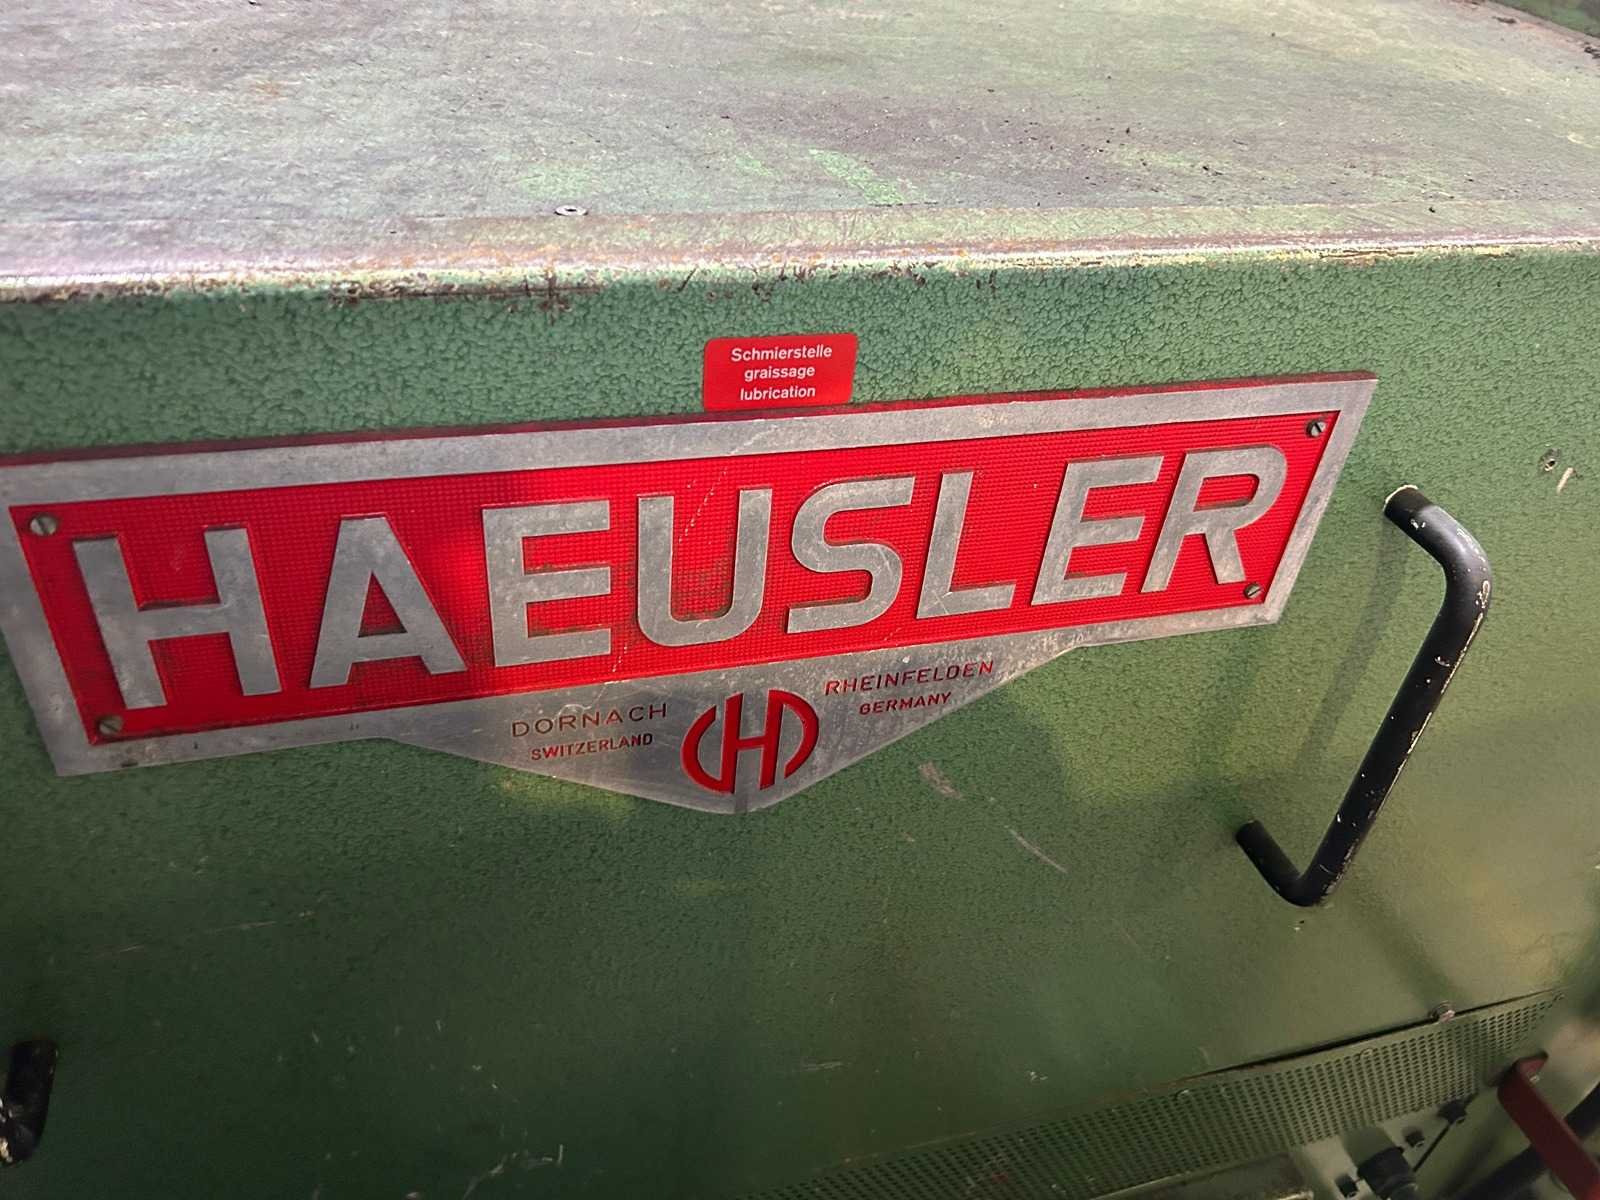 Schmierstelle
graissage
lubrication
HAEUSLER
DORNACH
SWITZERLAND
RHEINFELDEN
GERMANY